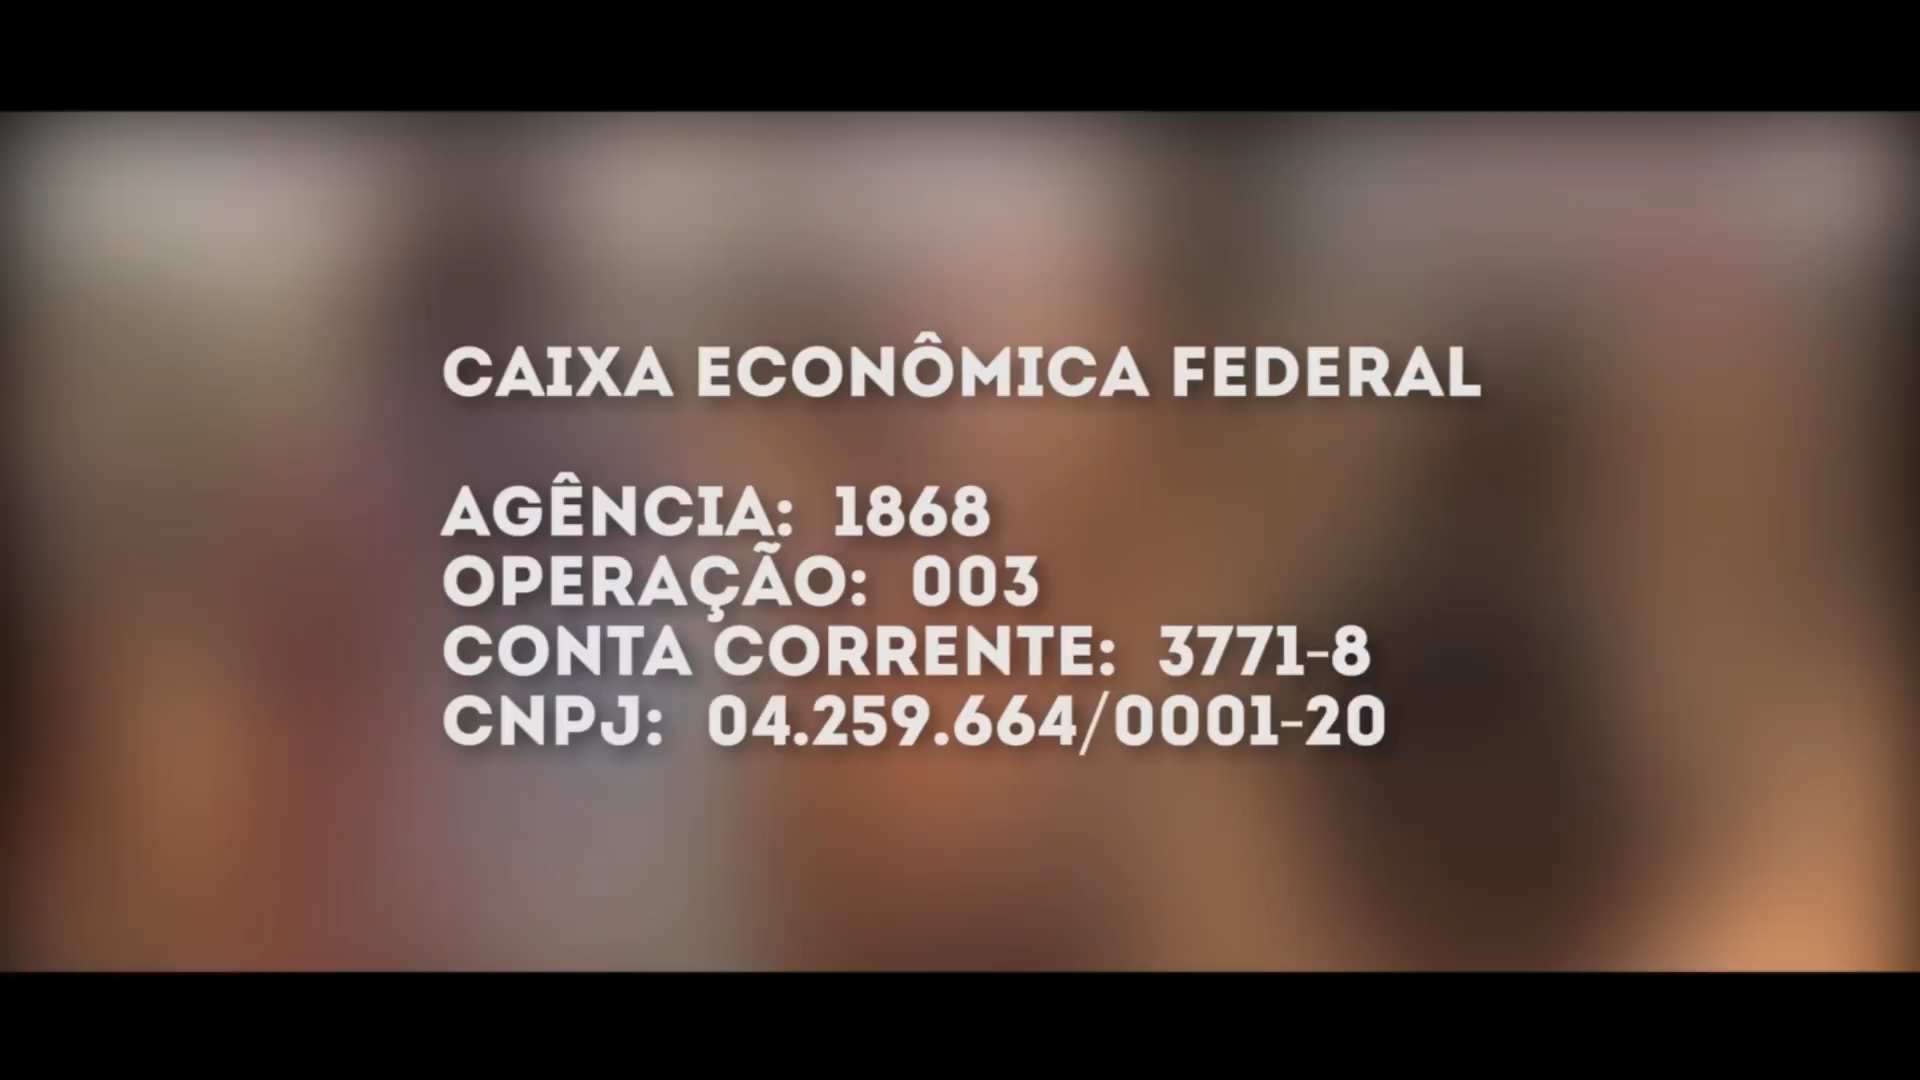 CAIXA ECONÔMICA FEDERAL
AGÊNCIA: 1868
OPERAÇÃO: 003
CONTA CORRENTE: 3771-8
CNPJ: 04.259.664/0001-20